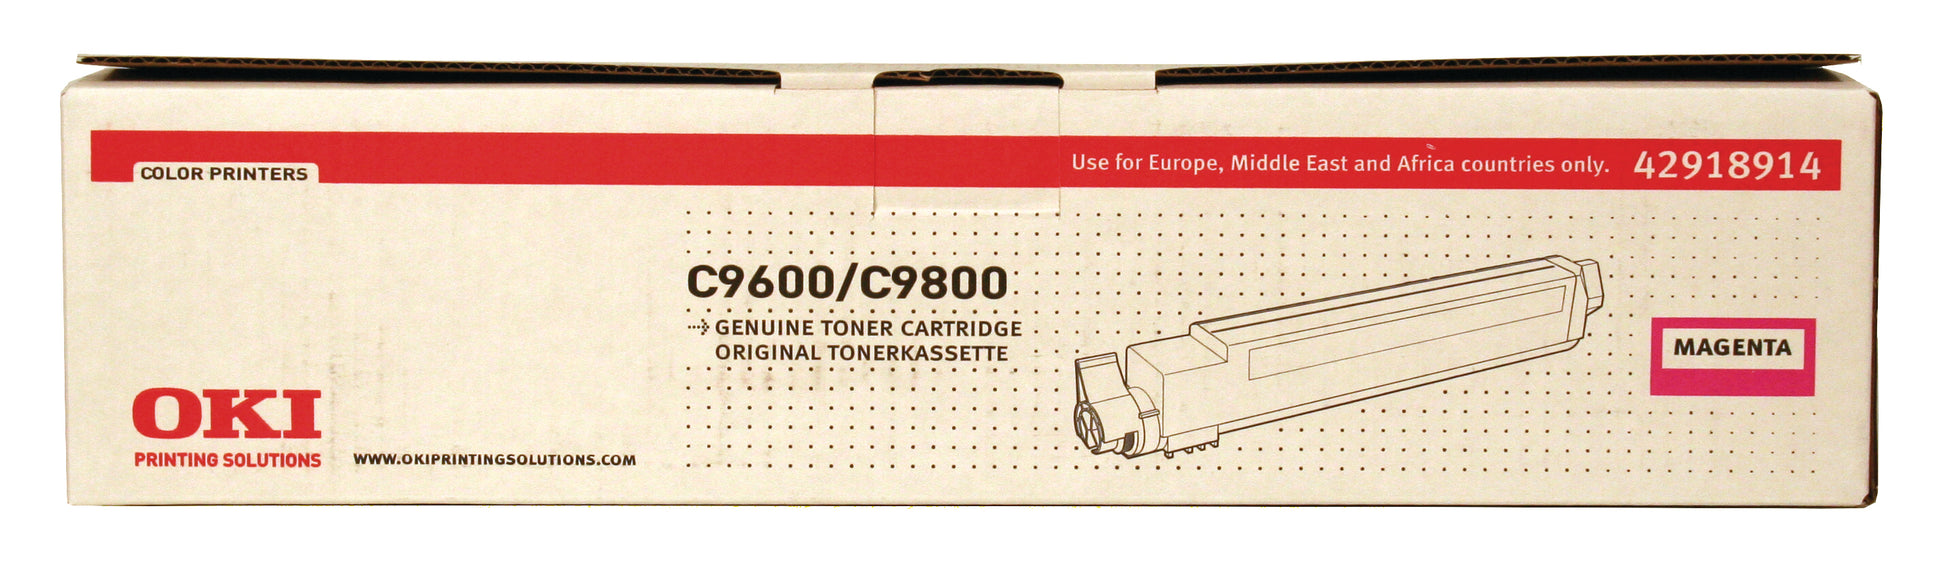 COLOR PRINTERS
Use for Europe, Middle East and Africa countries only. 42918914
C9600/C9800
GENUINE TONER CARTRIDGE
ORIGINAL TONERKASSETTE
MAGENTA
OKI
PRINTING SOLUTIONS
WWW.OKIPRINTINGSOLUTIONS.COM